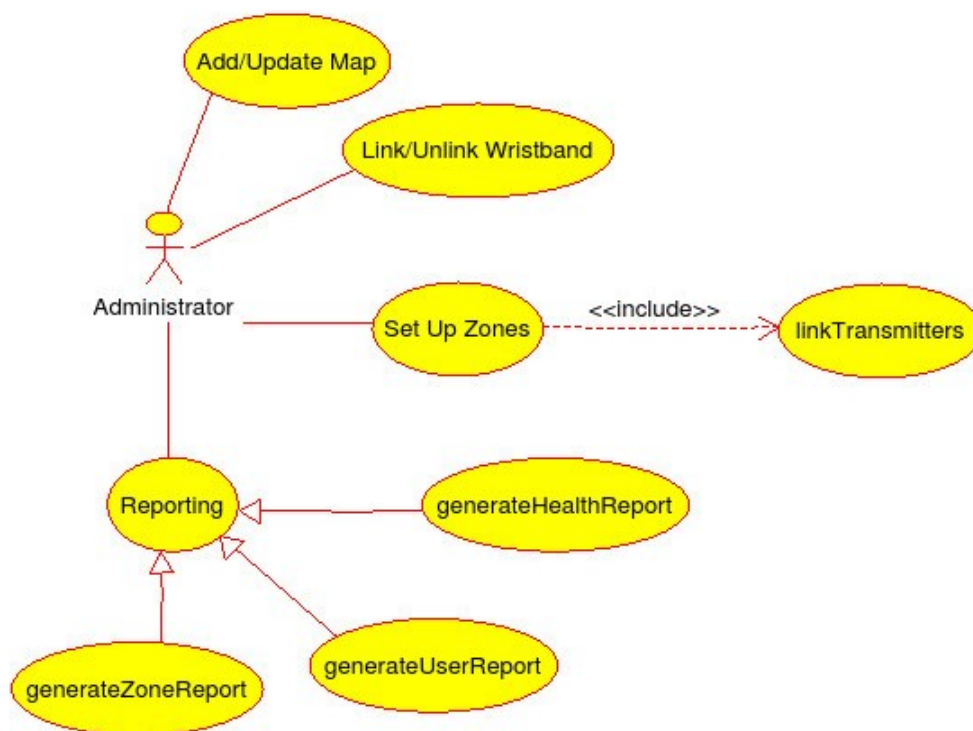 Add/Update Map
Link/Unlink Wristband
Administrator
Set Up Zones
<<include>>
linkTransmitters
Reporting
generateHealthReport
generateUserReport
generateZoneReport